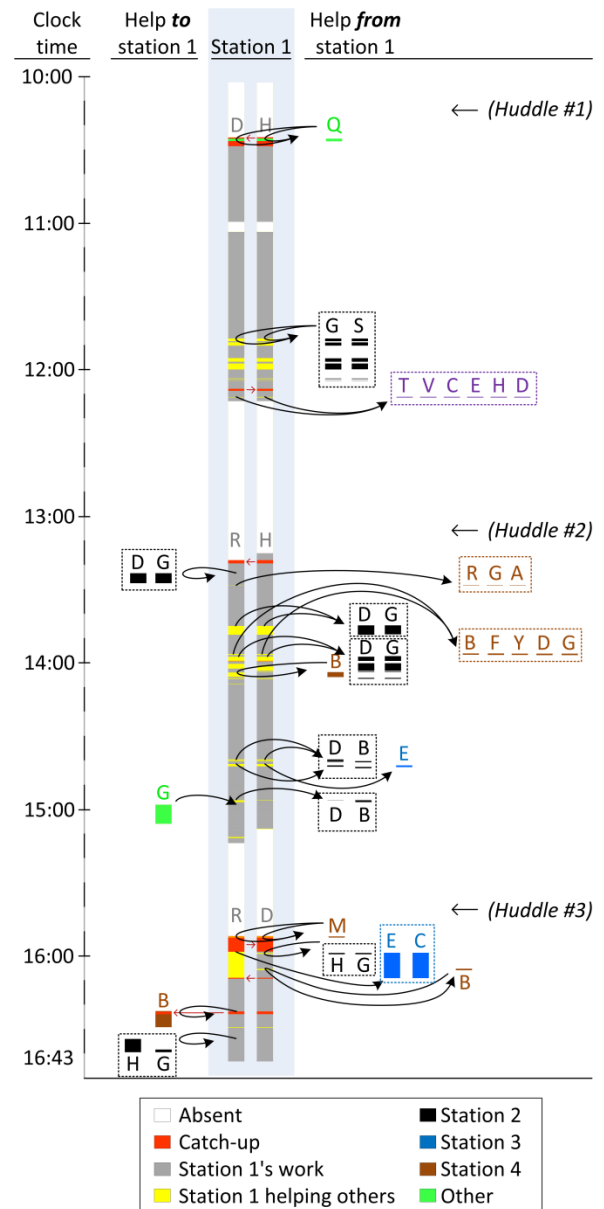 Clock time
Help to station 1
Station 1
Help from station 1
10:00
← (Huddle #1)
D H
Q
11:00
G S
12:00
T V C E H D
13:00
← (Huddle #2)
R H
D G
R G A
D G
B F Y D G
D G
14:00
B
D B
E
15:00
G
D B
← (Huddle #3)
R D
M
E C
16:00
H G
B
B
16:43
H G
Absent
Catch-up
Station 1's work
Station 1 helping others
Station 2
Station 3
Station 4
Other